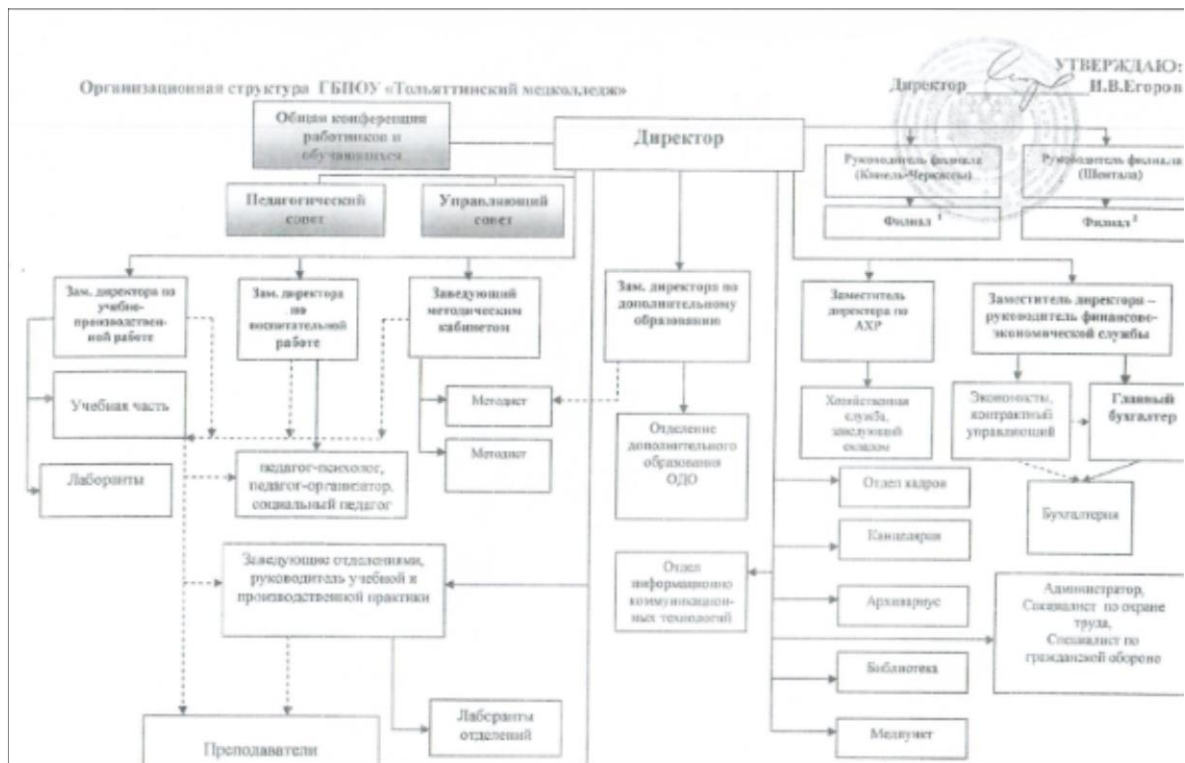 УТВЕРЖДАЮ:
Организационная структура ГБПОУ «Тольяттинский медколледж»
Директор И.В.Егоров
Общая конференция
работников и
обучающихся
Директор
Руководитель филиала
(Кинель-Черкассы)
Руководитель филиала
(Шентала)
Педагогический
совет
Управляющий
совет
Филиал 1
Филиал 2
Зам. директора по
учебно-
производствен-
ной работе
Зам. директора
по
воспитательной
работе
Заведующий
методическим
кабинетом
Зам. директора по
дополнительному
образованию
Заместитель
директора по
АХР
Заместитель директора –
руководитель финансово-
экономической службы
Учебная часть
Методист
Хозяйственная
служба,
заведующий
складом
Экономисты,
контрактный
управляющий
Главный
бухгалтер
Лаборанты
педагог-психолог,
педагог-организатор,
социальный педагог
Методист
Отделение
дополнительного
образования
ОДО
Отдел кадров
Бухгалтерия
Канцелярия
Заведующие отделениями,
руководитель учебной и
производственной практики
Отдел
информационно
коммуникацион-
ных технологий
Архивариус
Администратор,
Специалист по охране
труда,
Специалист по
гражданской обороне
Библиотека
Лаборанты
отделений
Медпункт
Преподаватели